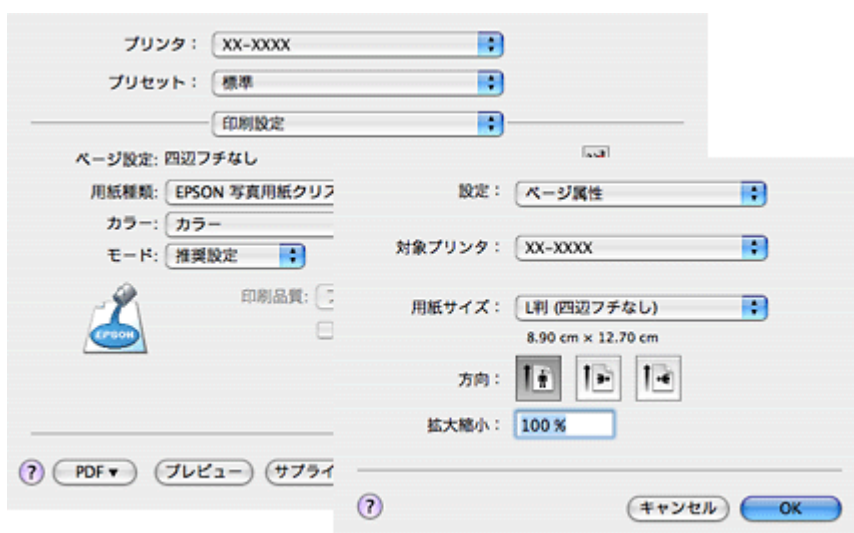 プリンタ： XX-XXXX
プリセット： 標準
印刷設定
ページ設定: 四辺フチなし
用紙種類: EPSON 写真用紙クリス
カラー: カラー
モード: 推奨設定
印刷品質:
EPSON
? PDF▼ プレビュー サプライ
設定： ページ属性
対象プリンタ： XX-XXXX
用紙サイズ： L判 (四辺フチなし)
8.90 cm × 12.70 cm
方向：
拡大縮小： 100 %
? キャンセル OK